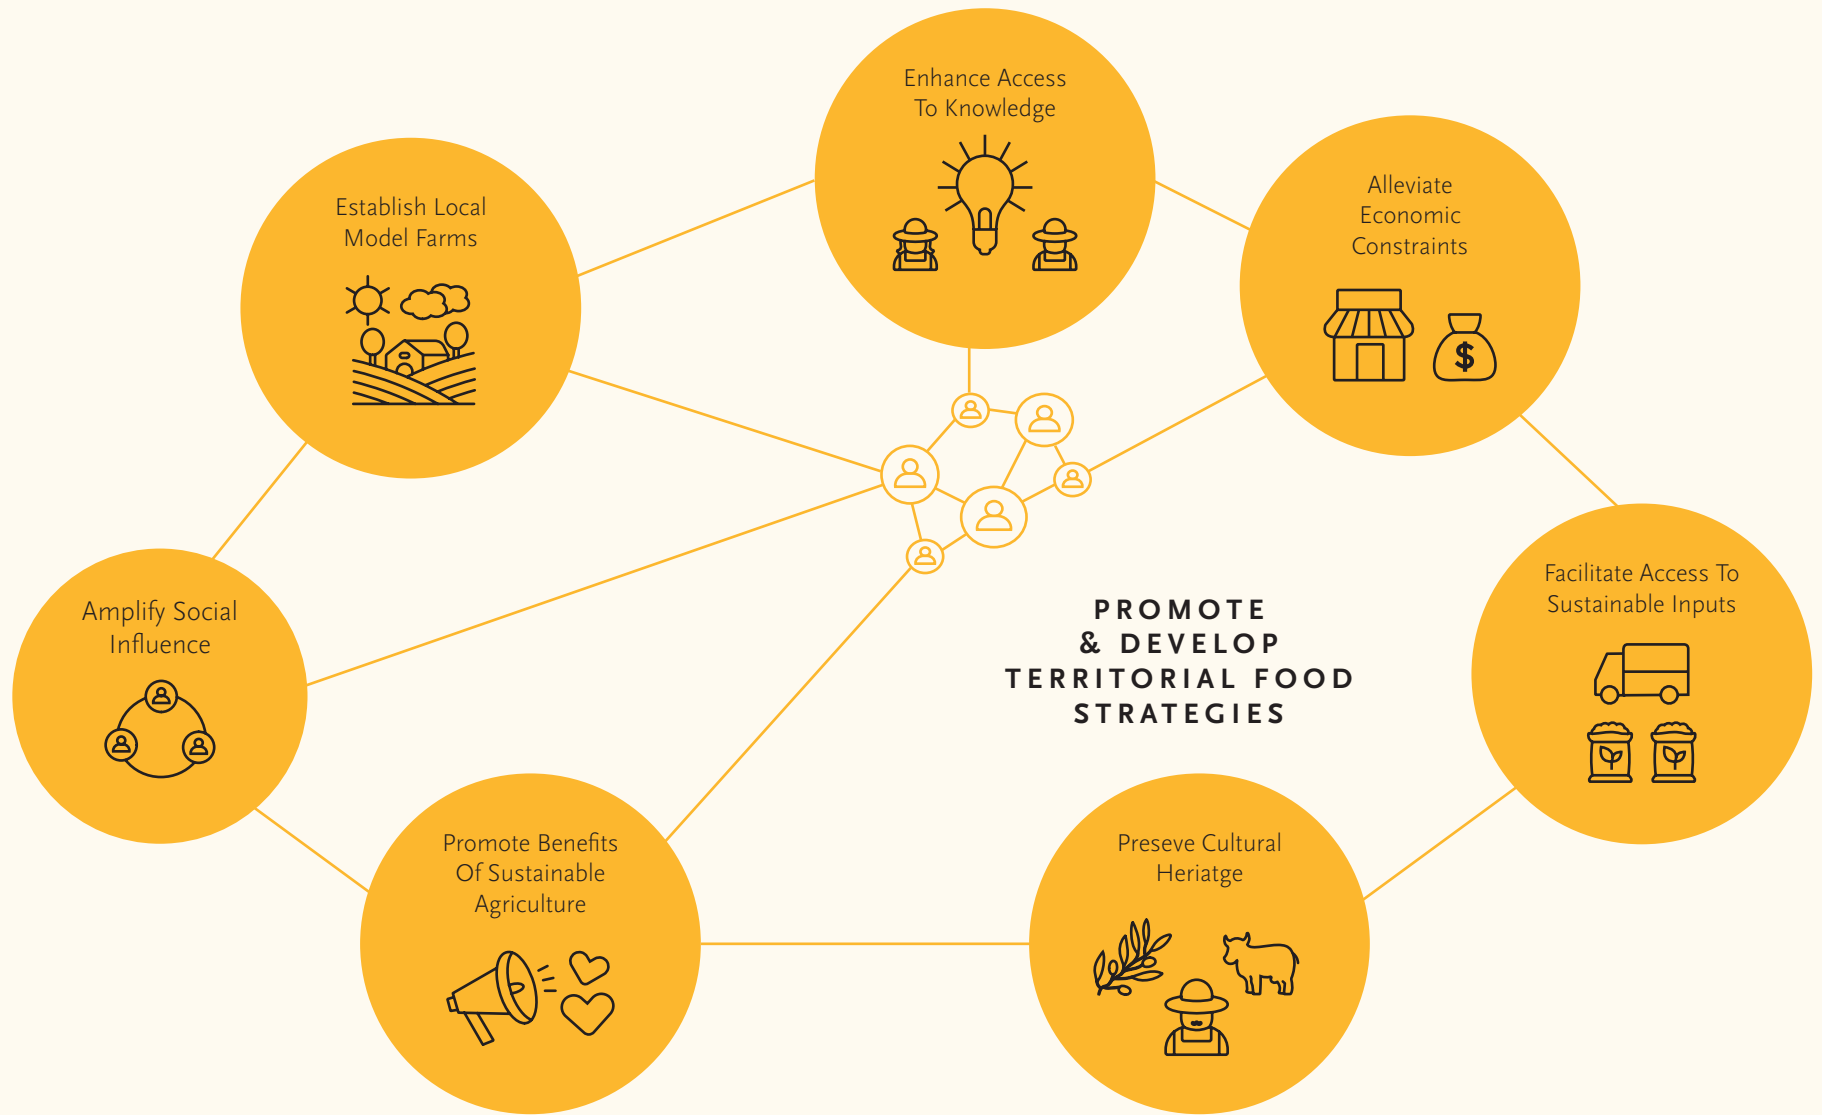 Enhance Access
To Knowledge
Alleviate
Economic
Constraints
Establish Local
Model Farms
$
Facilitate Access To
Sustainable Inputs
Amplify Social
Influence
PROMOTE
& DEVELOP
TERRITORIAL FOOD
STRATEGIES
Promote Benefits
Of Sustainable
Agriculture
Preseve Cultural
Heriatge